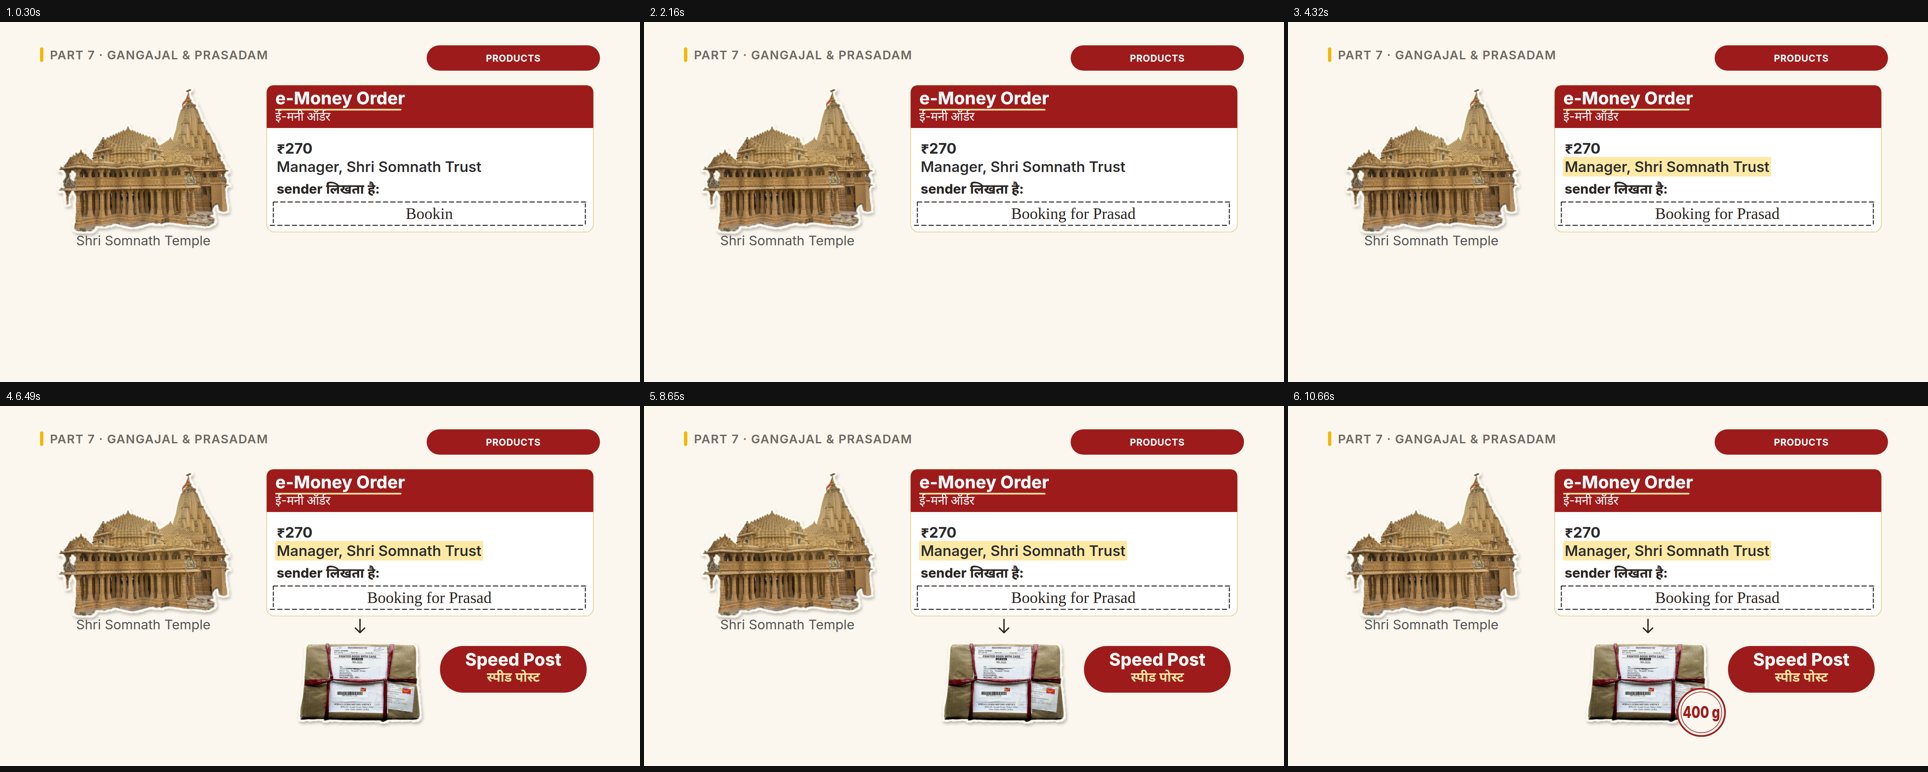 1. 0.30s
PART 7 · GANGAJAL & PRASADAM
PRODUCTS
e-Money Order
ई-मनी ऑर्डर
₹270
Manager, Shri Somnath Trust
sender लिखता है:
Bookin
Shri Somnath Temple
2. 2.16s
PART 7 · GANGAJAL & PRASADAM
PRODUCTS
e-Money Order
ई-मनी ऑर्डर
₹270
Manager, Shri Somnath Trust
sender लिखता है:
Booking for Prasad
Shri Somnath Temple
3. 4.32s
PART 7 · GANGAJAL & PRASADAM
PRODUCTS
e-Money Order
ई-मनी ऑर्डर
₹270
Manager, Shri Somnath Trust
sender लिखता है:
Booking for Prasad
Shri Somnath Temple
4. 6.49s
PART 7 · GANGAJAL & PRASADAM
PRODUCTS
e-Money Order
ई-मनी ऑर्डर
₹270
Manager, Shri Somnath Trust
sender लिखता है:
Booking for Prasad
Shri Somnath Temple
Speed Post
स्पीड पोस्ट
5. 8.65s
PART 7 · GANGAJAL & PRASADAM
PRODUCTS
e-Money Order
ई-मनी ऑर्डर
₹270
Manager, Shri Somnath Trust
sender लिखता है:
Booking for Prasad
Shri Somnath Temple
Speed Post
स्पीड पोस्ट
6. 10.66s
PART 7 · GANGAJAL & PRASADAM
PRODUCTS
e-Money Order
ई-मनी ऑर्डर
₹270
Manager, Shri Somnath Trust
sender लिखता है:
Booking for Prasad
Shri Somnath Temple
Speed Post
स्पीड पोस्ट
400 g